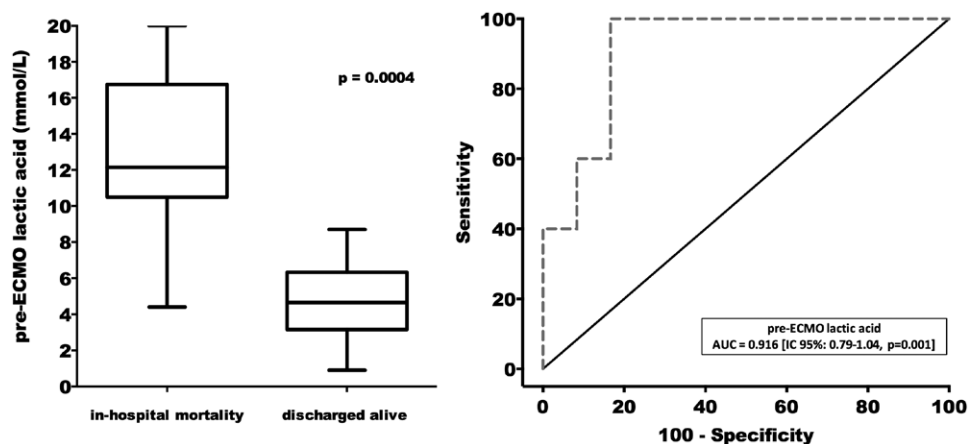 pre-ECMO lactic acid (mmol/L)
20
18
16
14
12
10
8
6
4
2
0
p = 0.0004
in-hospital mortality
discharged alive
Sensitivity
100
80
60
40
20
0
pre-ECMO lactic acid
AUC = 0.916 [IC 95%: 0.79-1.04, p=0.001]
0 20 40 60 80 100
100 - Specificity